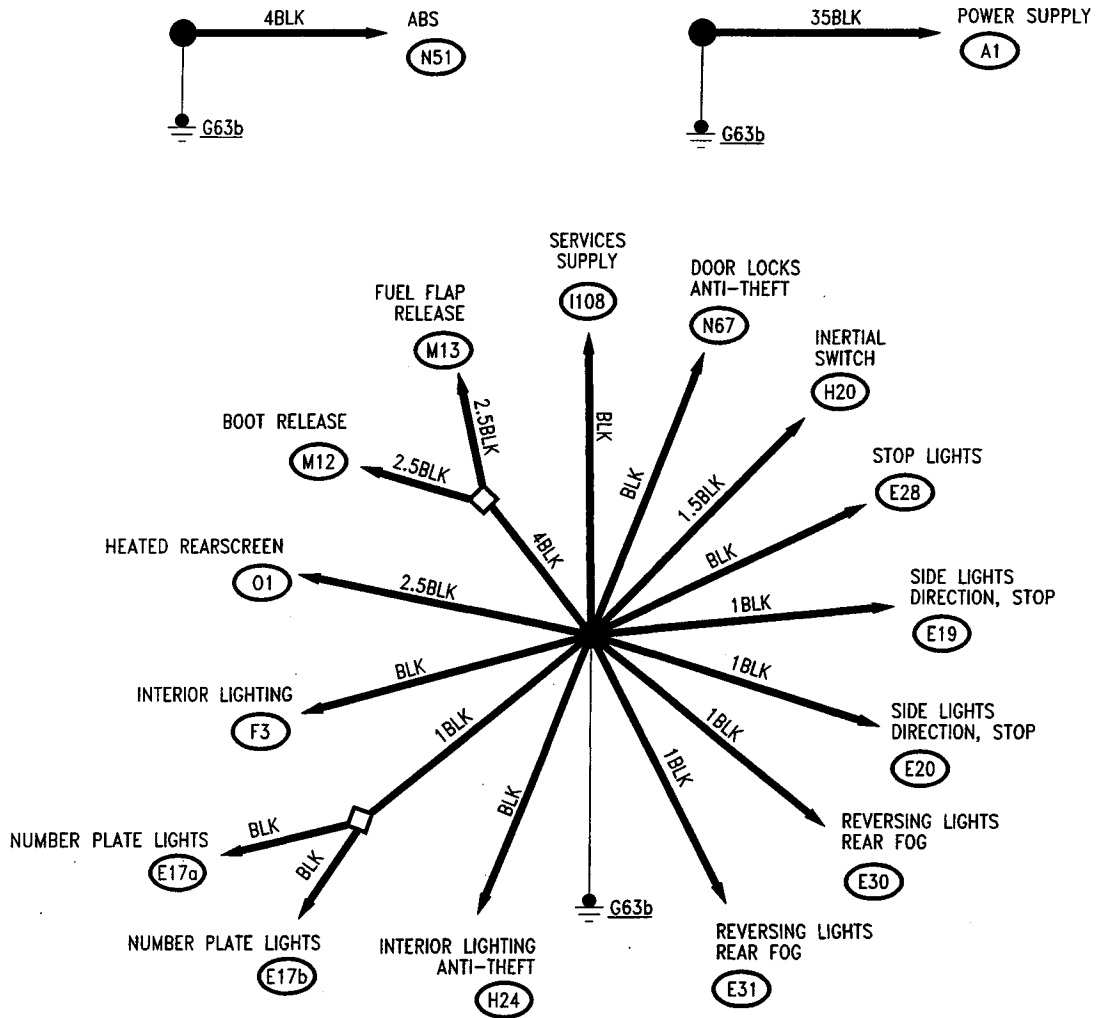 4BLK
ABS
N51
G63b
35BLK
POWER SUPPLY
A1
G63b
SERVICES
SUPPLY
I108
BLK
DOOR LOCKS
ANTI-THEFT
N67
BLK
FUEL FLAP
RELEASE
M13
2.5BLK
INERTIAL
SWITCH
H20
1.5BLK
BOOT RELEASE
M12
2.5BLK
4BLK
STOP LIGHTS
E28
BLK
HEATED REARSCREEN
O1
2.5BLK
SIDE LIGHTS
DIRECTION, STOP
E19
1BLK
INTERIOR LIGHTING
F3
BLK
SIDE LIGHTS
DIRECTION, STOP
E20
1BLK
1BLK
NUMBER PLATE LIGHTS
E17a
BLK
NUMBER PLATE LIGHTS
E17b
BLK
REVERSING LIGHTS
REAR FOG
E30
1BLK
INTERIOR LIGHTING
ANTI-THEFT
H24
BLK
G63b
REVERSING LIGHTS
REAR FOG
E31
1BLK